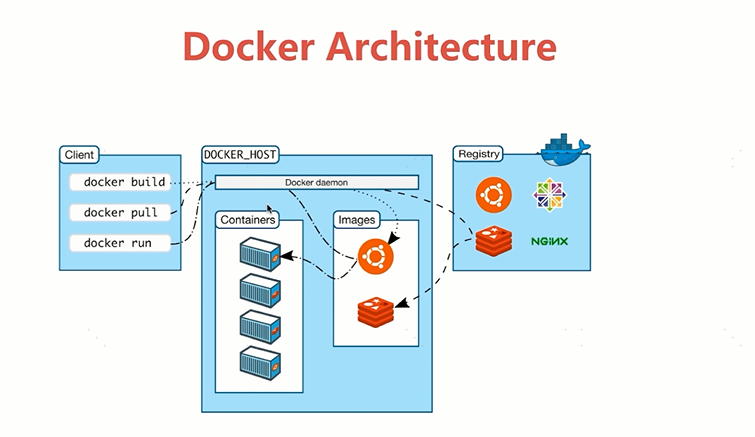 Docker Architecture
Client
DOCKER_HOST
Registry
docker build
Docker daemon
docker pull
docker run
Containers
Images
NGINX